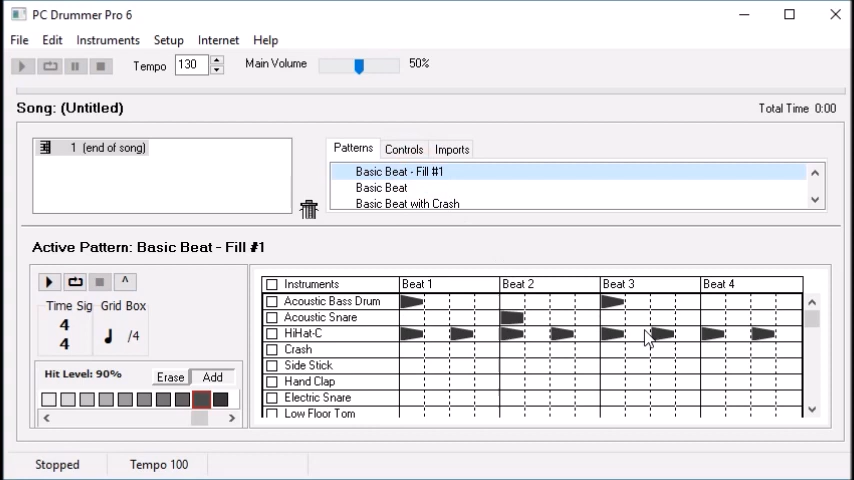 PC Drummer Pro 6
File Edit Instruments Setup Internet Help
Tempo 130 Main Volume 50%
Song: (Untitled) Total Time 0:00
1 (end of song)
Patterns Controls Imports
Basic Beat - Fill #1
Basic Beat
Basic Beat with Crash
Active Pattern: Basic Beat - Fill #1
Time Sig Grid Box
4
4
/4
Hit Level: 90% Erase Add
Instruments Beat 1 Beat 2 Beat 3 Beat 4
Acoustic Bass Drum
Acoustic Snare
HiHat-C
Crash
Side Stick
Hand Clap
Electric Snare
Low Floor Tom
Stopped Tempo 100